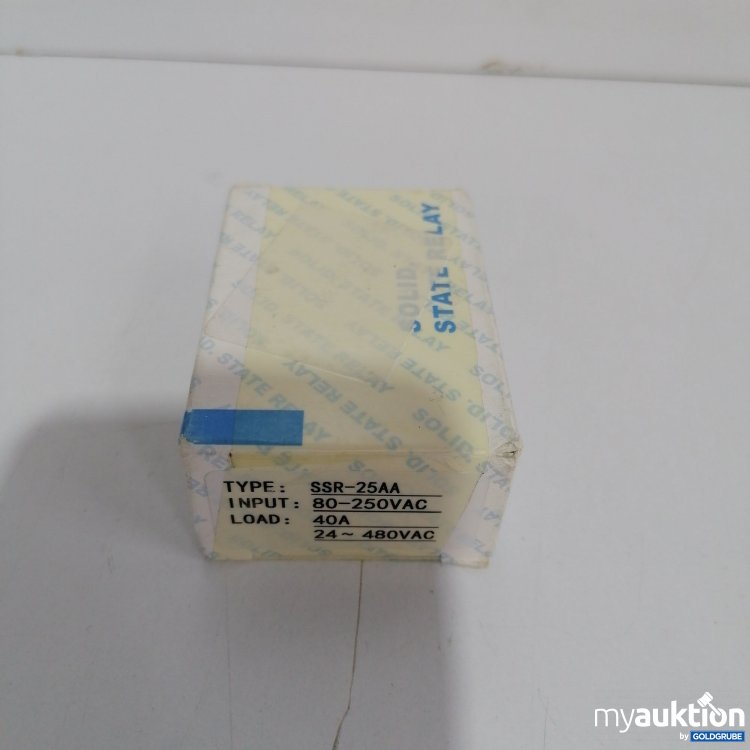 SOLID.
STATE RELAY
TYPE: SSR-25AA
INPUT: 80-250VAC
LOAD: 40A
24~ 480VAC
myauktion
by GOLDGRUBE